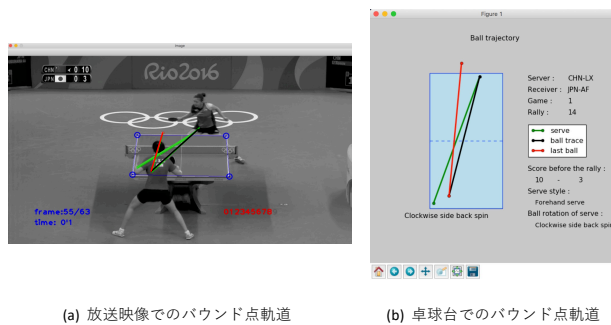 image
CHN 0 10
JPN 0 3
Rio2016
frame:55/63
time: 0"1
012345678
(a) 放送映像でのバウンド点軌道
Figure 1
Ball trajectory
Server : CHN-LX
Receiver : JPN-AF
Game : 1
Rally : 14
serve
ball trace
last ball
Score before the rally :
10 - 3
Serve style :
Forehand serve
Ball rotation of serve :
Clockwise side back spin
Clockwise side back spin
(b) 卓球台でのバウンド点軌道